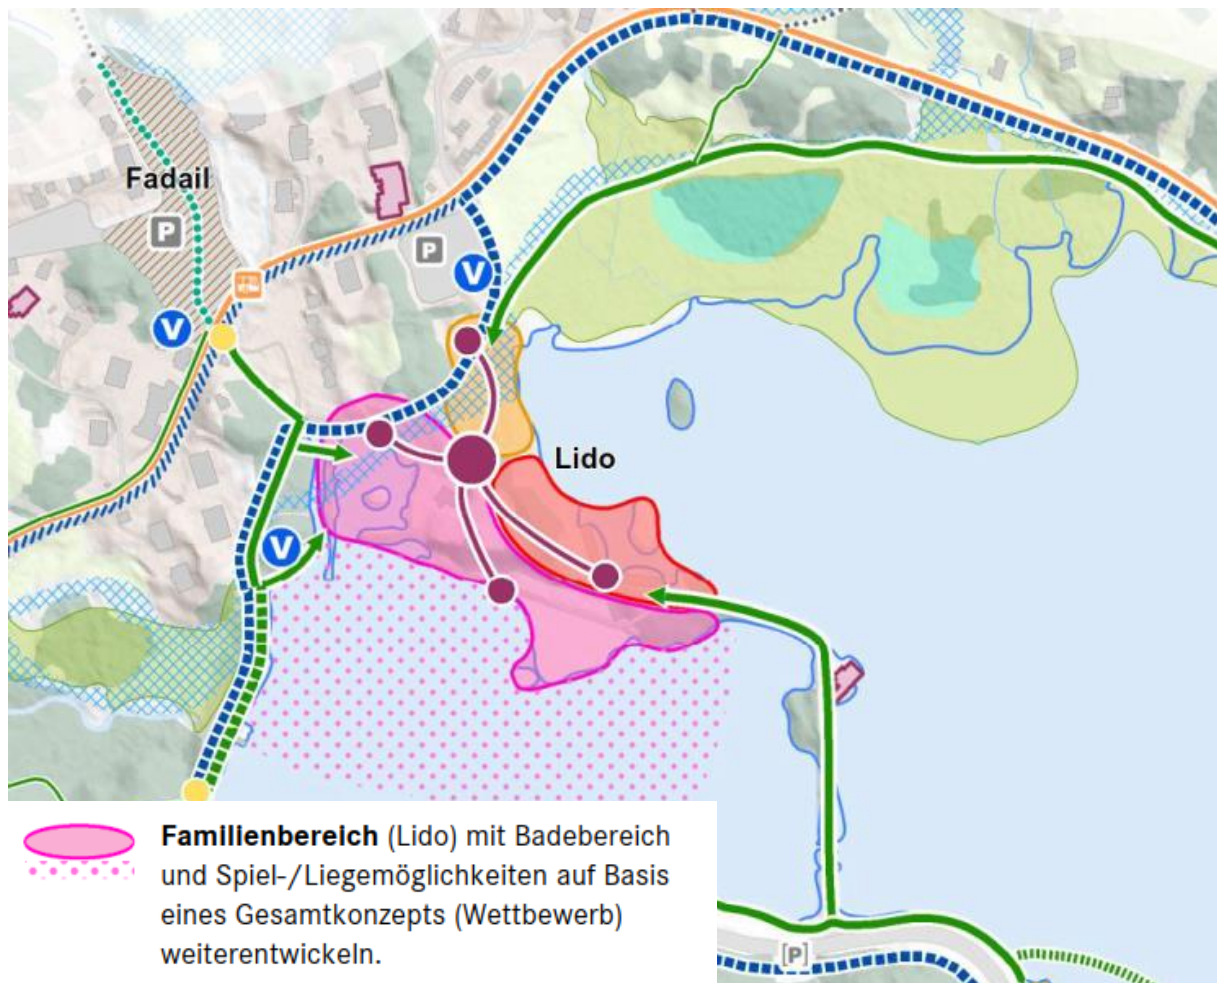 Fadail
P
P
V
V
Lido
V
Familienbereich (Lido) mit Badebereich
und Spiel-/Liegemöglichkeiten auf Basis
eines Gesamtkonzepts (Wettbewerb)
weiterentwickeln.
[P]